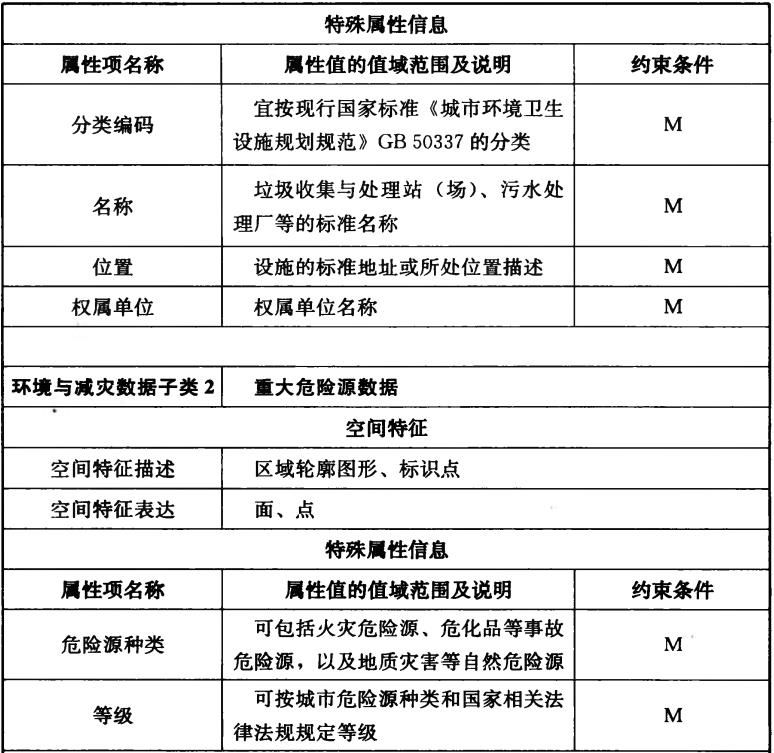 特殊属性信息
属性项名称 属性值的值域范围及说明 约束条件
分类编码 宜按现行国家标准《城市环境卫生
设施规划规范》GB 50337 的分类 M
名称 垃圾收集与处理站（场）、污水处
理厂等的标准名称 M
位置 设施的标准地址或所处位置描述 M
权属单位 权属单位名称 M
环境与减灾数据子类 2 重大危险源数据
空间特征
空间特征描述 区域轮廓图形、标识点
空间特征表达 面、点
特殊属性信息
属性项名称 属性值的值域范围及说明 约束条件
危险源种类 可包括火灾危险源、危化品等事故
危险源，以及地质灾害等自然危险源 M
等级 可按城市危险源种类和国家相关法
律法规规定等级 M